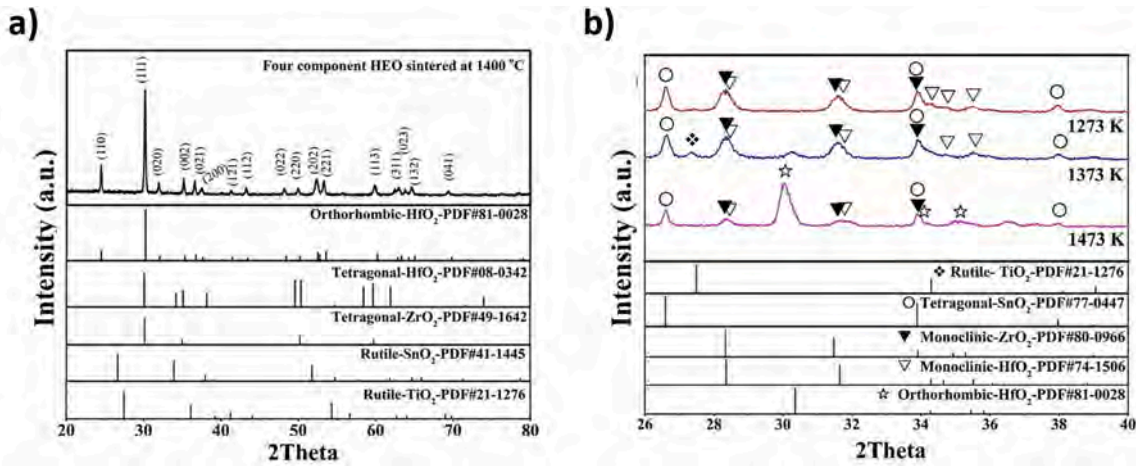 a)
Intensity (a.u.)
Four component HEO sintered at 1400 °C
(110)
(111)
(020)
(002)
(021)
(200)
(121)
(112)
(022)
(220)
(202)
(221)
(113)
(311)
(023)
(132)
(041)
Orthorhombic-HfO2-PDF#81-0028
Tetragonal-HfO2-PDF#08-0342
Tetragonal-ZrO2-PDF#49-1642
Rutile-SnO2-PDF#41-1445
Rutile-TiO2-PDF#21-1276
20 30 40 50 60 70 80
2Theta
b)
Intensity (a.u.)
1273 K
1373 K
1473 K
Rutile- TiO2-PDF#21-1276
Tetragonal-SnO2-PDF#77-0447
Monoclinic-ZrO2-PDF#80-0966
Monoclinic-HfO2-PDF#74-1506
Orthorhombic-HfO2-PDF#81-0028
26 28 30 32 34 36 38 40
2Theta